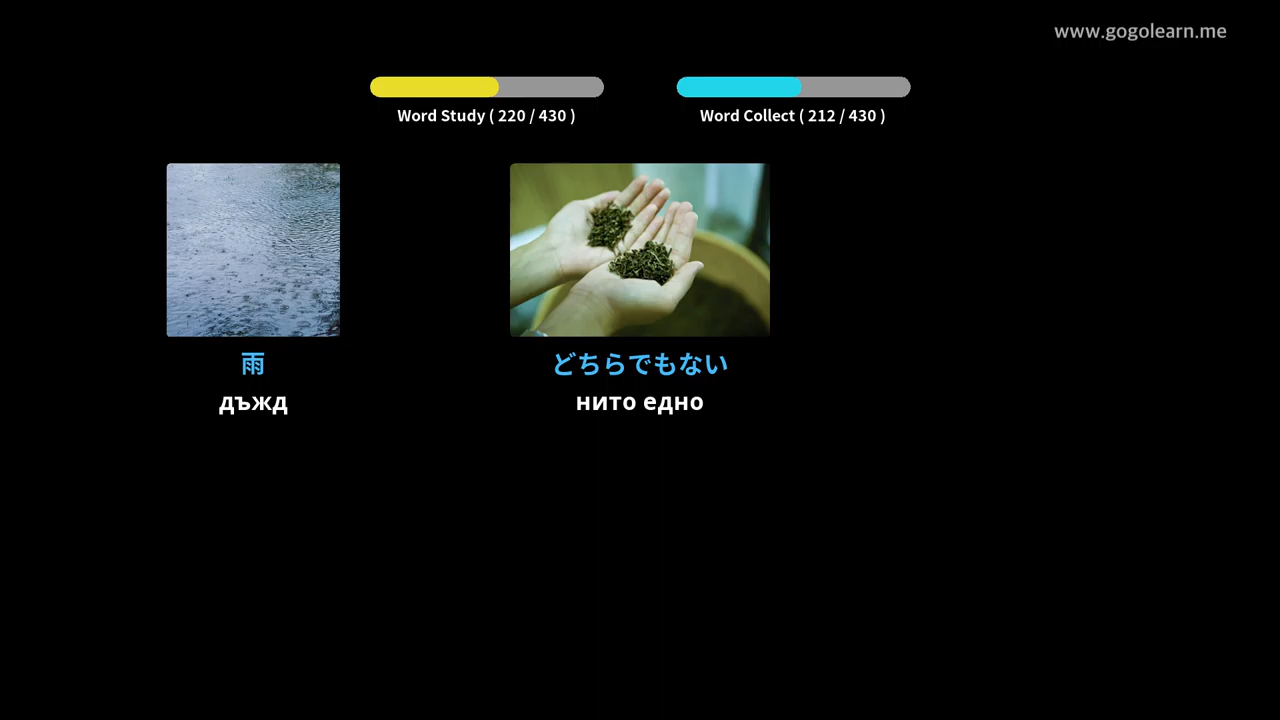 www.gogolearn.me
Word Study ( 220 / 430 )
Word Collect ( 212 / 430 )
雨
дъжд
どちらでもない
нито едно